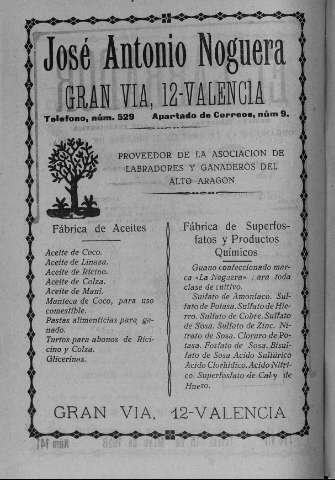 José Antonio Noguera
GRAN VIA, 12-VALENCIA
Telefono, núm. 529 Apartado de Correos, núm 9.
PROVEEDOR DE LA ASOCIACION DE
LABRADORES Y GANADEROS DEL
ALTO ARAGON
Fábrica de Aceites
Aceite de Coco.
Aceite de Linaza.
Aceite de Ricino.
Aceite de Colza.
Aceite de Maní.
Manteca de Coco, para uso
comestible.
Pastas alimenticias para ga-
nado.
Turtos para abonos de Rici-
cino y Colza.
Glicerinas.
Fábrica de Superfos-
fatos y Productos
Químicos
Guano confeccionado mar-
ca «La Noguera» para toda
clase de cultivo.
Sulfato de Amoniaco. Sul-
fato de Potasa. Sulfato de Hie-
rro. Sulfato de Cobre. Sulfato
de Sosa. Sulfato de Zinc. Ni-
trato de Sosa. Cloruro de Po-
tasa. Fosfato de Sosa. Bisul-
fato de Sosa Acido Sulfúrico
Acido Clorhídico. Acido Nítri-
co. Superfosfato de Cal y de
Hueso.
GRAN VIA, 12-VALENCIA